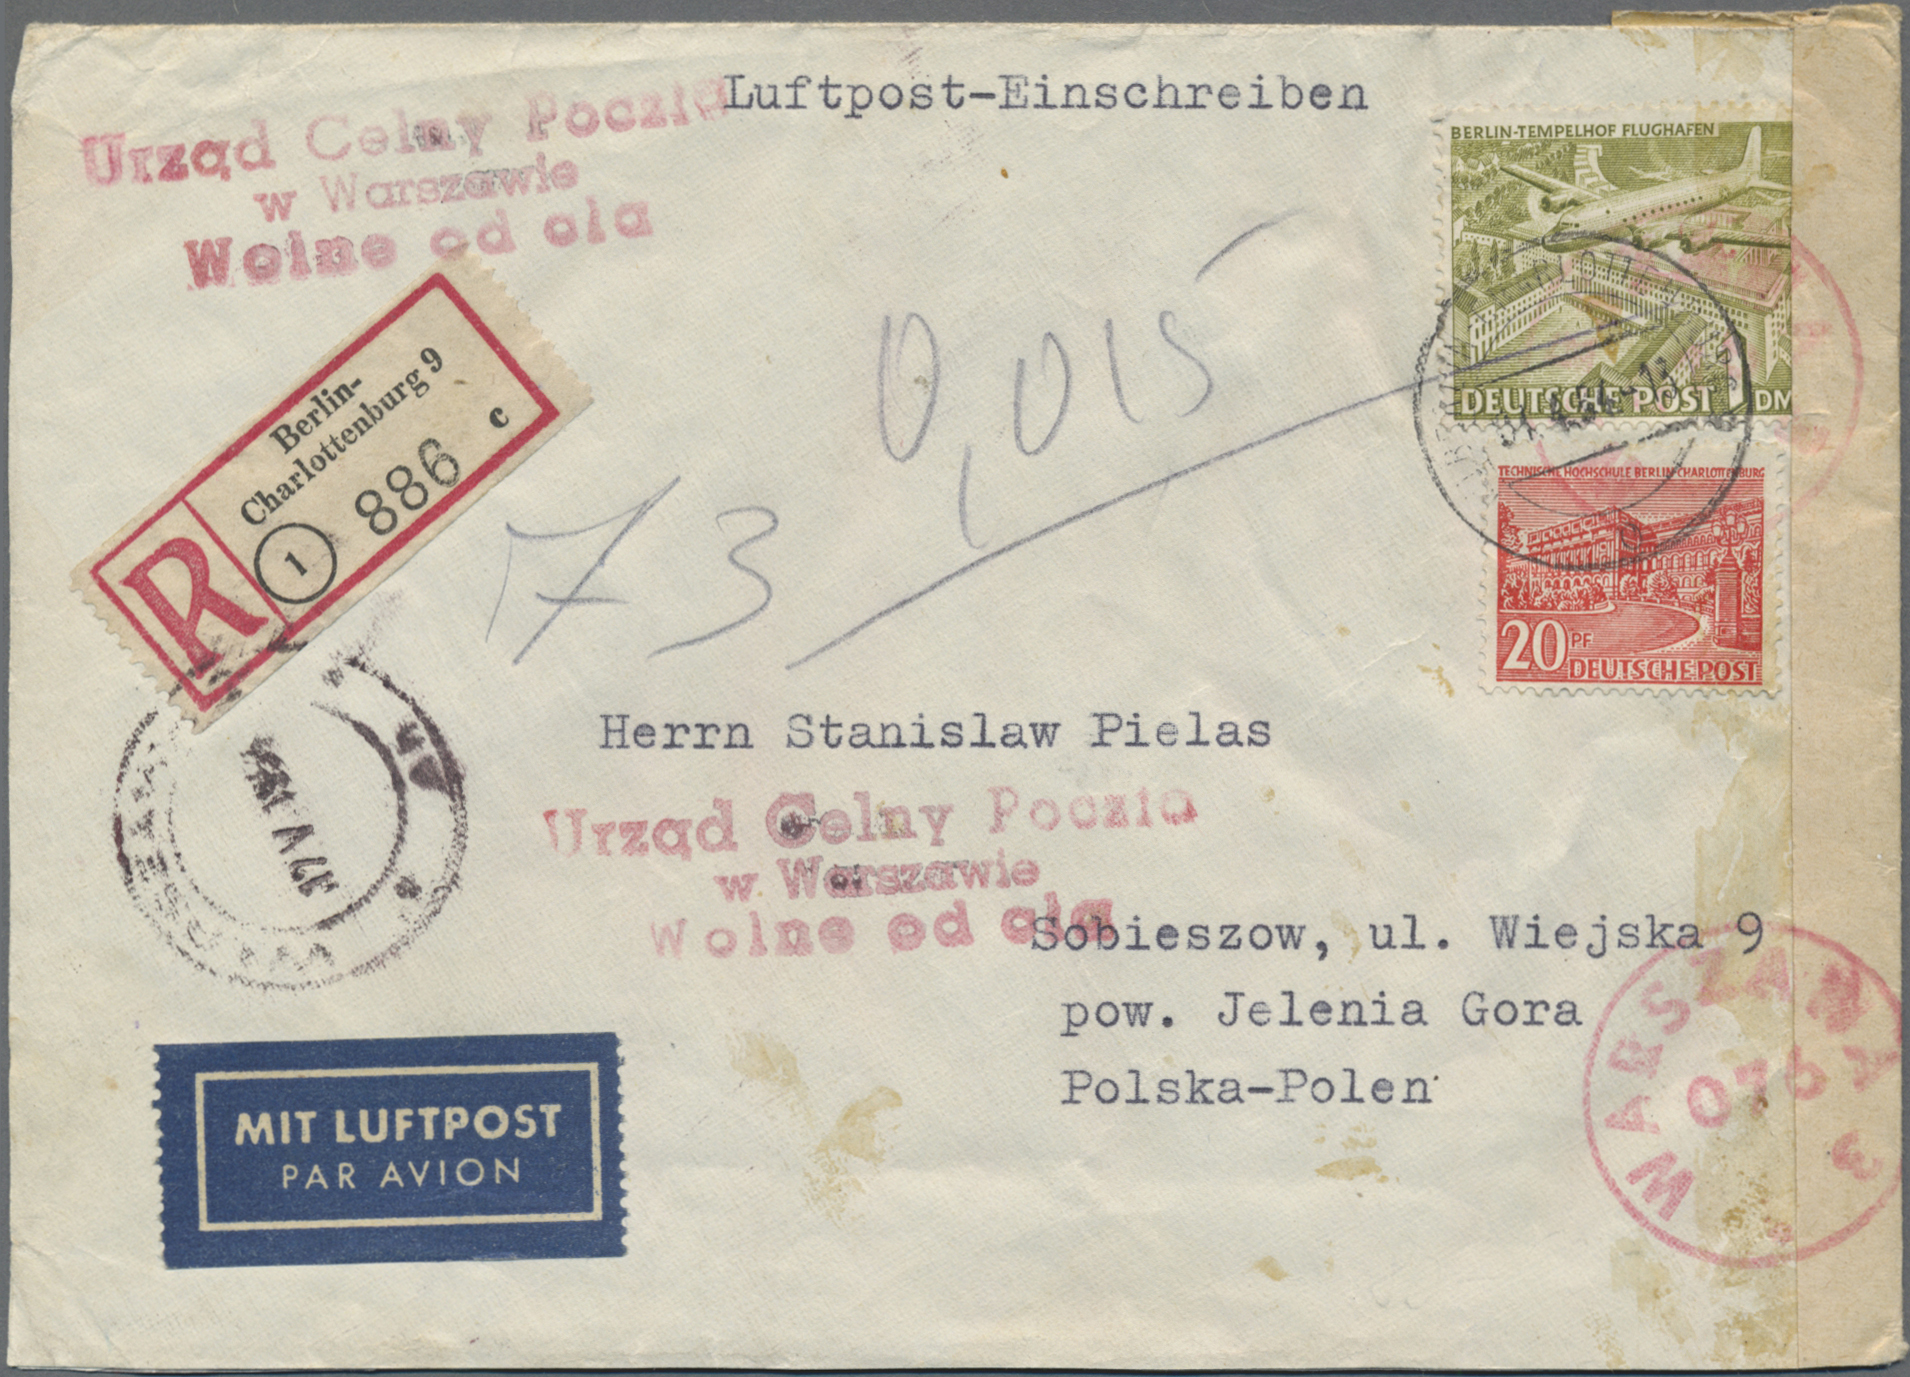 Luftpost-Einschreiben
Urząd Celny Poczta
w Warszawie
Wolne od cła
BERLIN-TEMPELHOF FLUGHAFEN
DEUTSCHE POST 1 DM
TECHNISCHE HOCHSCHULE BERLIN-CHARLOTTENBURG
20 PF
DEUTSCHE POST
R
Berlin-
Charlottenburg 9
1
886 c
0,015
73
Herrn Stanislaw Pielas
Urząd Celny Poczta
w Warszawie
Wolne od cła
Sobieszow, ul. Wiejska 9
pow. Jelenia Gora
Polska-Polen
MIT LUFTPOST
PAR AVION
WARSZAWA
3